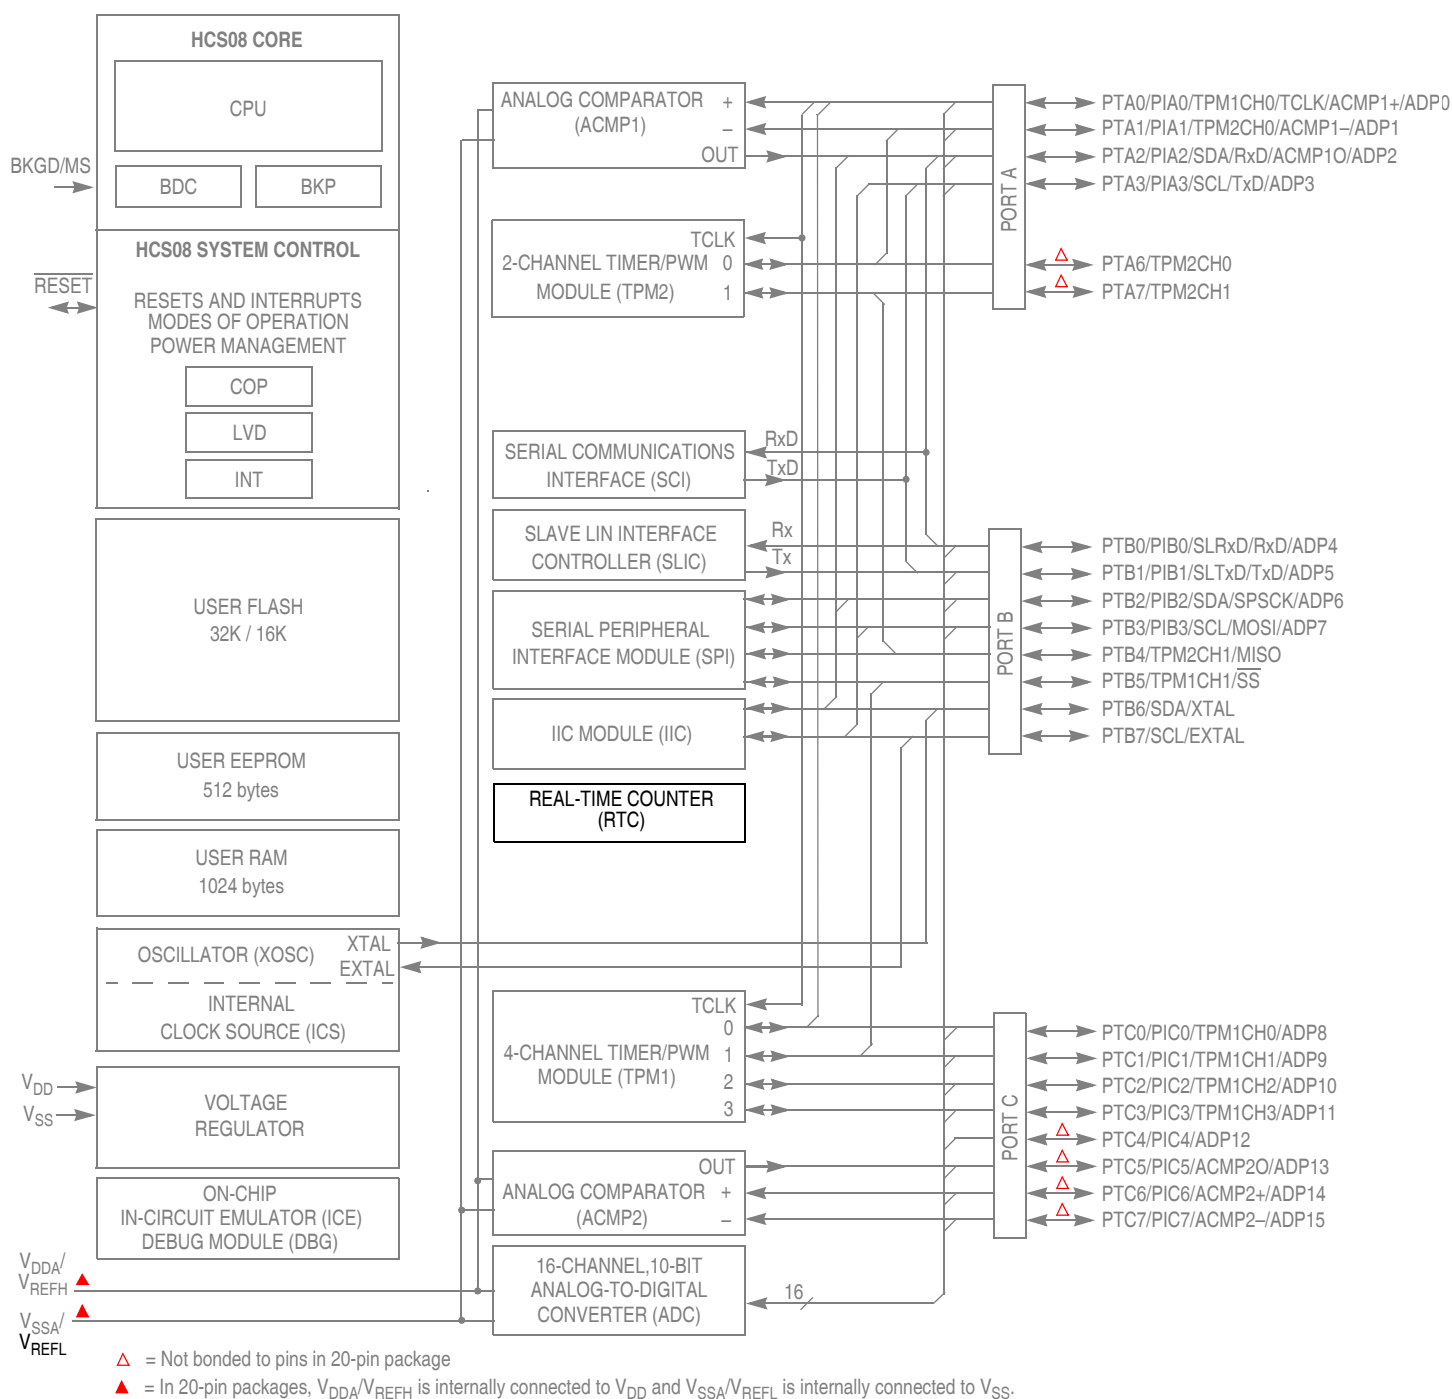 HCS08 CORE
CPU
BKGD/MS
BDC
BKP
HCS08 SYSTEM CONTROL
RESET
RESETS AND INTERRUPTS
MODES OF OPERATION
POWER MANAGEMENT
COP
LVD
INT
USER FLASH
32K / 16K
USER EEPROM
512 bytes
USER RAM
1024 bytes
OSCILLATOR (XOSC)
XTAL
EXTAL
INTERNAL
CLOCK SOURCE (ICS)
VDD
VSS
VOLTAGE
REGULATOR
ON-CHIP
IN-CIRCUIT EMULATOR (ICE)
DEBUG MODULE (DBG)
VDDA/
VREFH
VSSA/
VREFL
ANALOG COMPARATOR +
(ACMP1)
–
OUT
TCLK
2-CHANNEL TIMER/PWM 0
MODULE (TPM2) 1
SERIAL COMMUNICATIONS
INTERFACE (SCI)
RxD
TxD
SLAVE LIN INTERFACE
CONTROLLER (SLIC)
Rx
Tx
SERIAL PERIPHERAL
INTERFACE MODULE (SPI)
IIC MODULE (IIC)
REAL-TIME COUNTER
(RTC)
TCLK
0
4-CHANNEL TIMER/PWM 1
MODULE (TPM1)
2
3
OUT
ANALOG COMPARATOR +
(ACMP2) –
16-CHANNEL,10-BIT
ANALOG-TO-DIGITAL
CONVERTER (ADC)
16
PORT A
PTA0/PIA0/TPM1CH0/TCLK/ACMP1+/ADP0
PTA1/PIA1/TPM2CH0/ACMP1–/ADP1
PTA2/PIA2/SDA/RxD/ACMP1O/ADP2
PTA3/PIA3/SCL/TxD/ADP3
PTA6/TPM2CH0
PTA7/TPM2CH1
PORT B
PTB0/PIB0/SLRxD/RxD/ADP4
PTB1/PIB1/SLTxD/TxD/ADP5
PTB2/PIB2/SDA/SPSCK/ADP6
PTB3/PIB3/SCL/MOSI/ADP7
PTB4/TPM2CH1/MISO
PTB5/TPM1CH1/SS
PTB6/SDA/XTAL
PTB7/SCL/EXTAL
PORT C
PTC0/PIC0/TPM1CH0/ADP8
PTC1/PIC1/TPM1CH1/ADP9
PTC2/PIC2/TPM1CH2/ADP10
PTC3/PIC3/TPM1CH3/ADP11
PTC4/PIC4/ADP12
PTC5/PIC5/ACMP2O/ADP13
PTC6/PIC6/ACMP2+/ADP14
PTC7/PIC7/ACMP2–/ADP15
△ = Not bonded to pins in 20-pin package
▲ = In 20-pin packages, VDDA/VREFH is internally connected to VDD and VSSA/VREFL is internally connected to VSS.